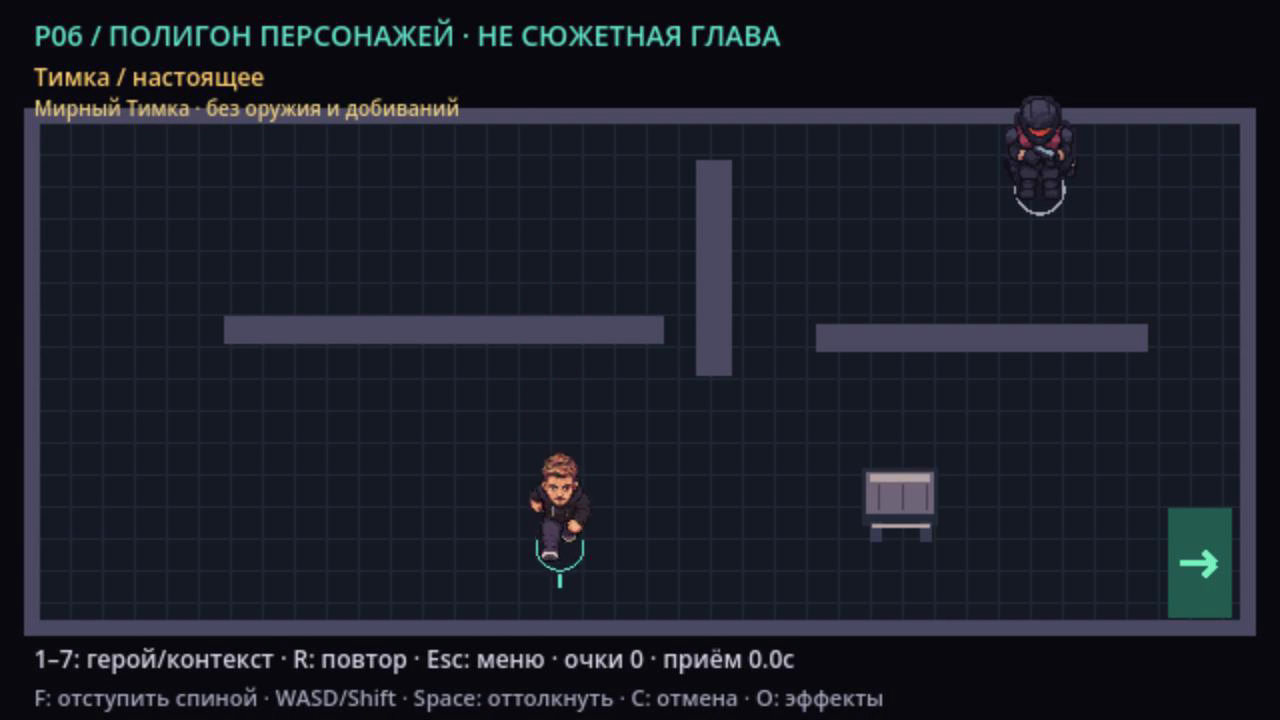 P06 / ПОЛИГОН ПЕРСОНАЖЕЙ · НЕ СЮЖЕТНАЯ ГЛАВА
Тимка / настоящее
Мирный Тимка · без оружия и добиваний
1–7: герой/контекст · R: повтор · Esc: меню · очки 0 · приём 0.0с
F: отступить спиной · WASD/Shift · Space: оттолкнуть · C: отмена · O: эффекты